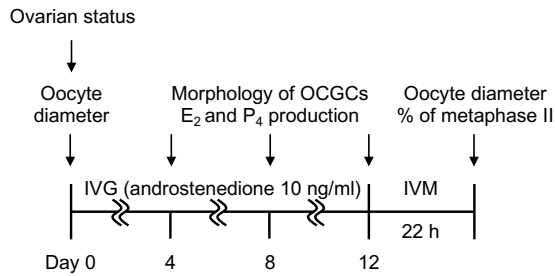 Ovarian status
Oocyte diameter
Morphology of OCGCs
E₂ and P₄ production
Oocyte diameter
% of metaphase II
IVG (androstenedione 10 ng/ml)
IVM
22 h
Day 0
4
8
12